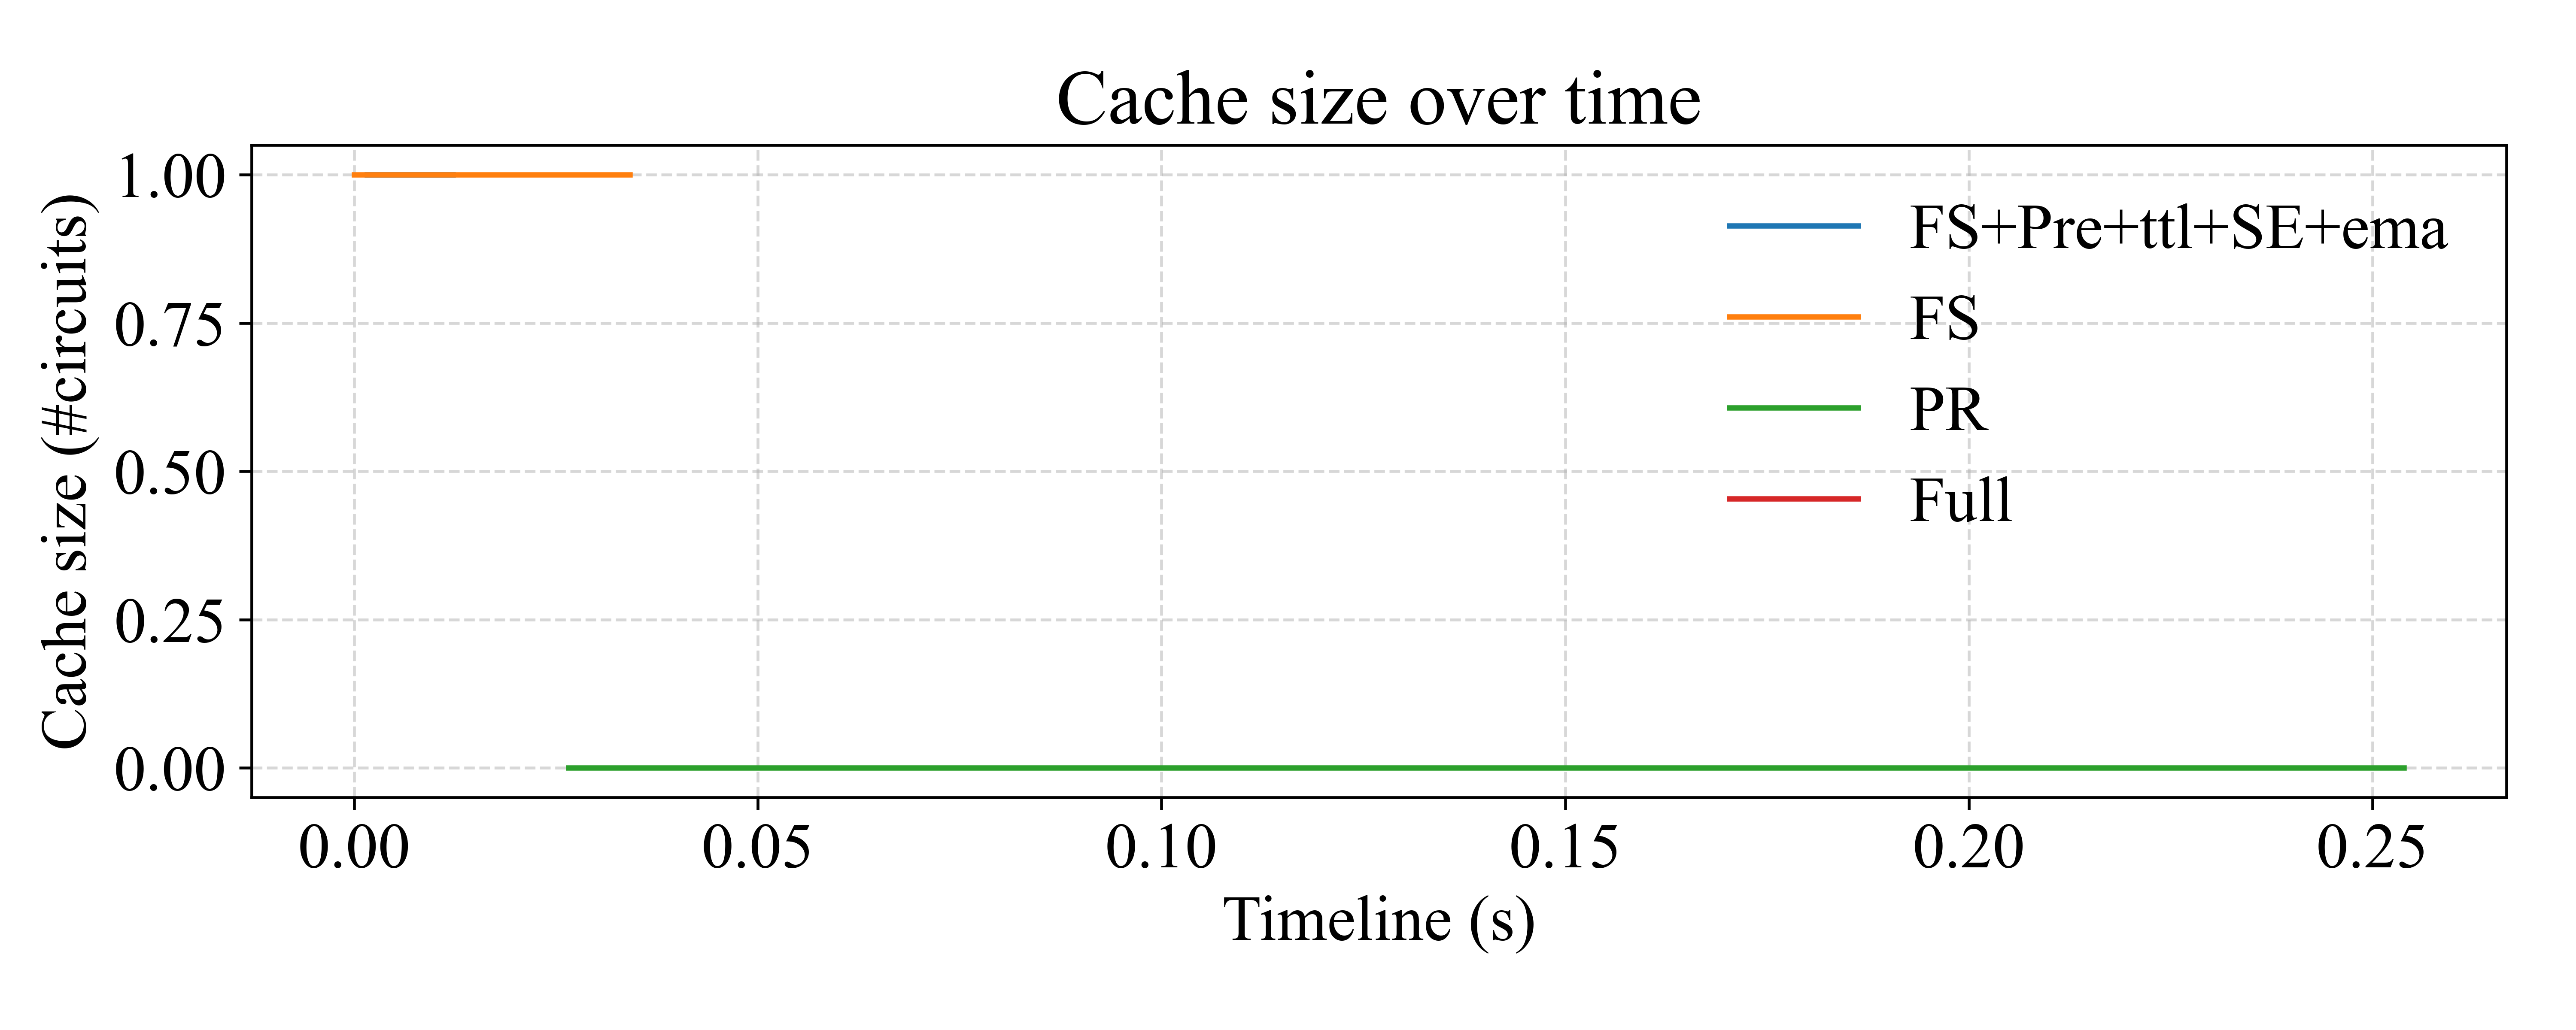 Cache size over time
Cache size (#circuits)
1.00
0.75
0.50
0.25
0.00
FS+Pre+ttl+SE+ema
FS
PR
Full
0.00 0.05 0.10 0.15 0.20 0.25
Timeline (s)